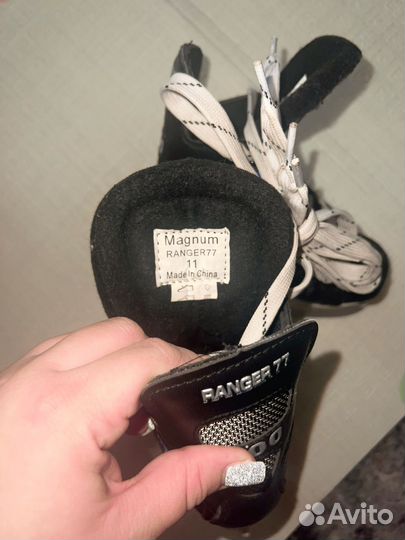 Magnum
RANGER77
11
Made in China
RANGER 77
Avito